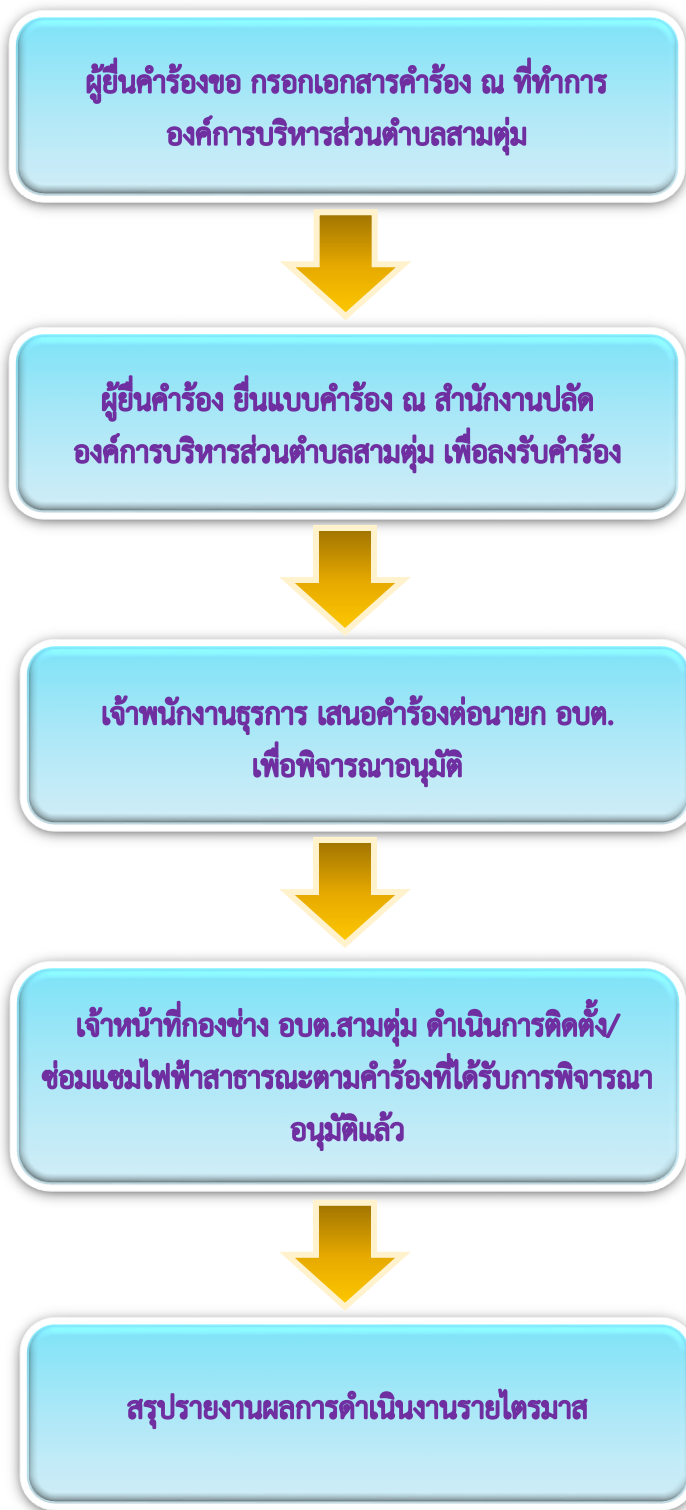 ผู้ยื่นคำร้องขอ กรอกเอกสารคำร้อง ณ ที่ทำการ
องค์การบริหารส่วนตำบลสามตุ่ม
ผู้ยื่นคำร้อง ยื่นแบบคำร้อง ณ สำนักงานปลัด
องค์การบริหารส่วนตำบลสามตุ่ม เพื่อลงรับคำร้อง
เจ้าพนักงานธุรการ เสนอคำร้องต่อนายก อบต.
เพื่อพิจารณาอนุมัติ
เจ้าหน้าที่กองช่าง อบต.สามตุ่ม ดำเนินการติดตั้ง/
ซ่อมแซมไฟฟ้าสาธารณะตามคำร้องที่ได้รับการพิจารณา
อนุมัติแล้ว
สรุปรายงานผลการดำเนินงานรายไตรมาส